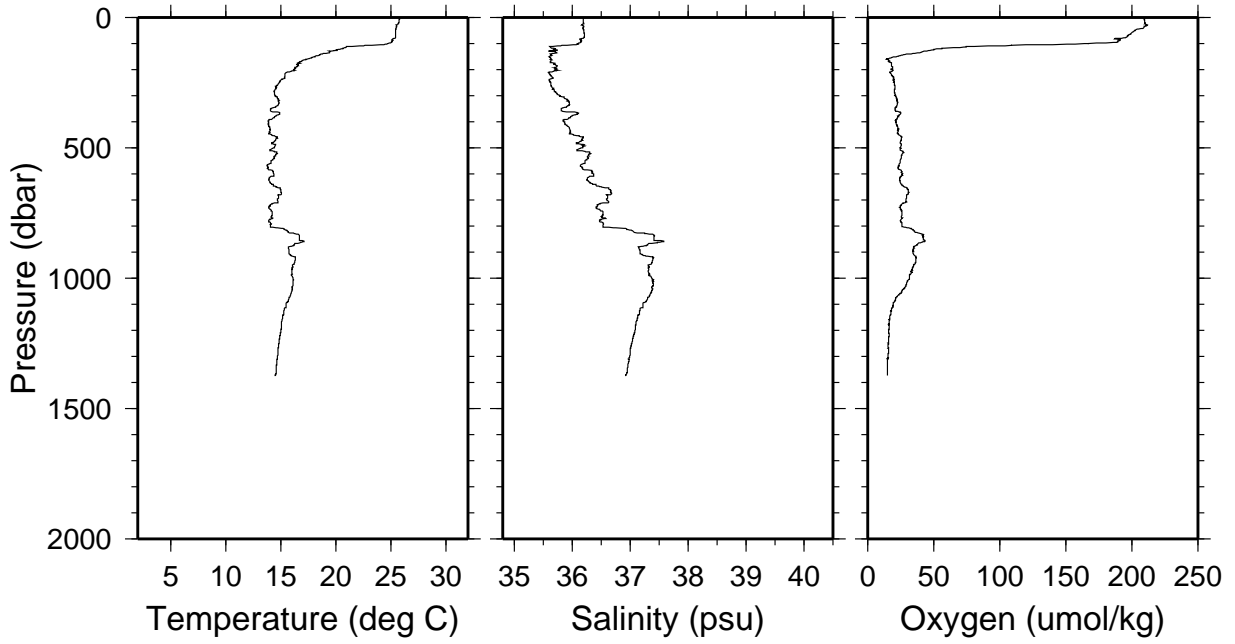 0
500
1000
1500
2000
Pressure (dbar)
5 10 15 20 25 30
Temperature (deg C)
35 36 37 38 39 40
Salinity (psu)
0 50 100 150 200 250
Oxygen (umol/kg)